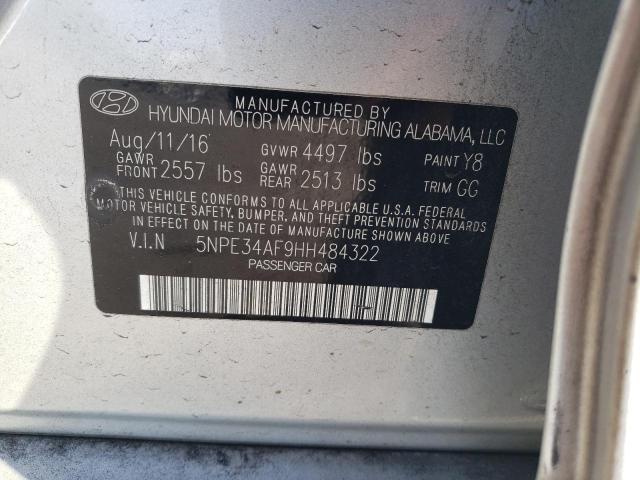 MANUFACTURED BY
HYUNDAI MOTOR MANUFACTURING ALABAMA, LLC
Aug/11/16 GVWR 4497 lbs PAINT Y8
GAWR FRONT 2557 lbs GAWR REAR 2513 lbs TRIM GG
THIS VEHICLE CONFORMS TO ALL APPLICABLE U.S.A. FEDERAL
MOTOR VEHICLE SAFETY, BUMPER, AND THEFT PREVENTION STANDARDS
IN EFFECT ON THE DATE OF MANUFACTURE SHOWN ABOVE.
V.I.N 5NPE34AF9HH484322
PASSENGER CAR